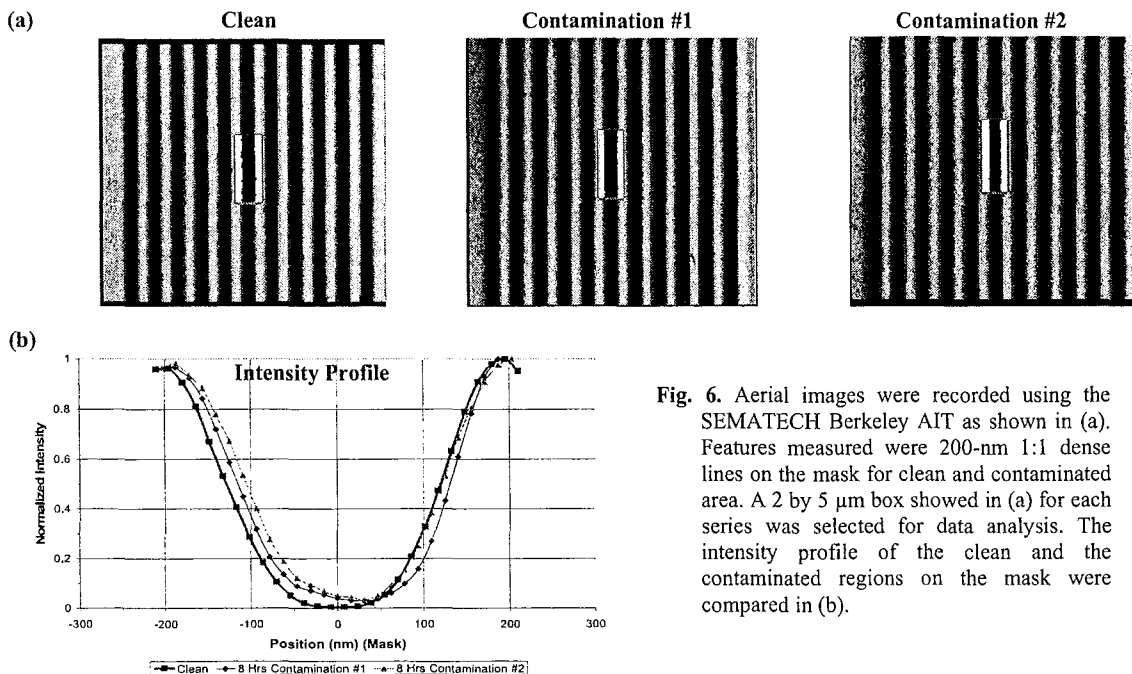 (a)
Clean
Contamination #1
Contamination #2
(b)
Intensity Profile
1
0.8
0.6
0.4
0.2
0
Normalized Intensity
-300
-200
-100
0
100
200
300
Position (nm) (Mask)
Clean
8 Hrs Contamination #1
8 Hrs Contamination #2
Fig. 6. Aerial images were recorded using the
SEMATECH Berkeley AIT as shown in (a).
Features measured were 200-nm 1:1 dense
lines on the mask for clean and contaminated
area. A 2 by 5 μm box showed in (a) for each
series was selected for data analysis. The
intensity profile of the clean and the
contaminated regions on the mask were
compared in (b).